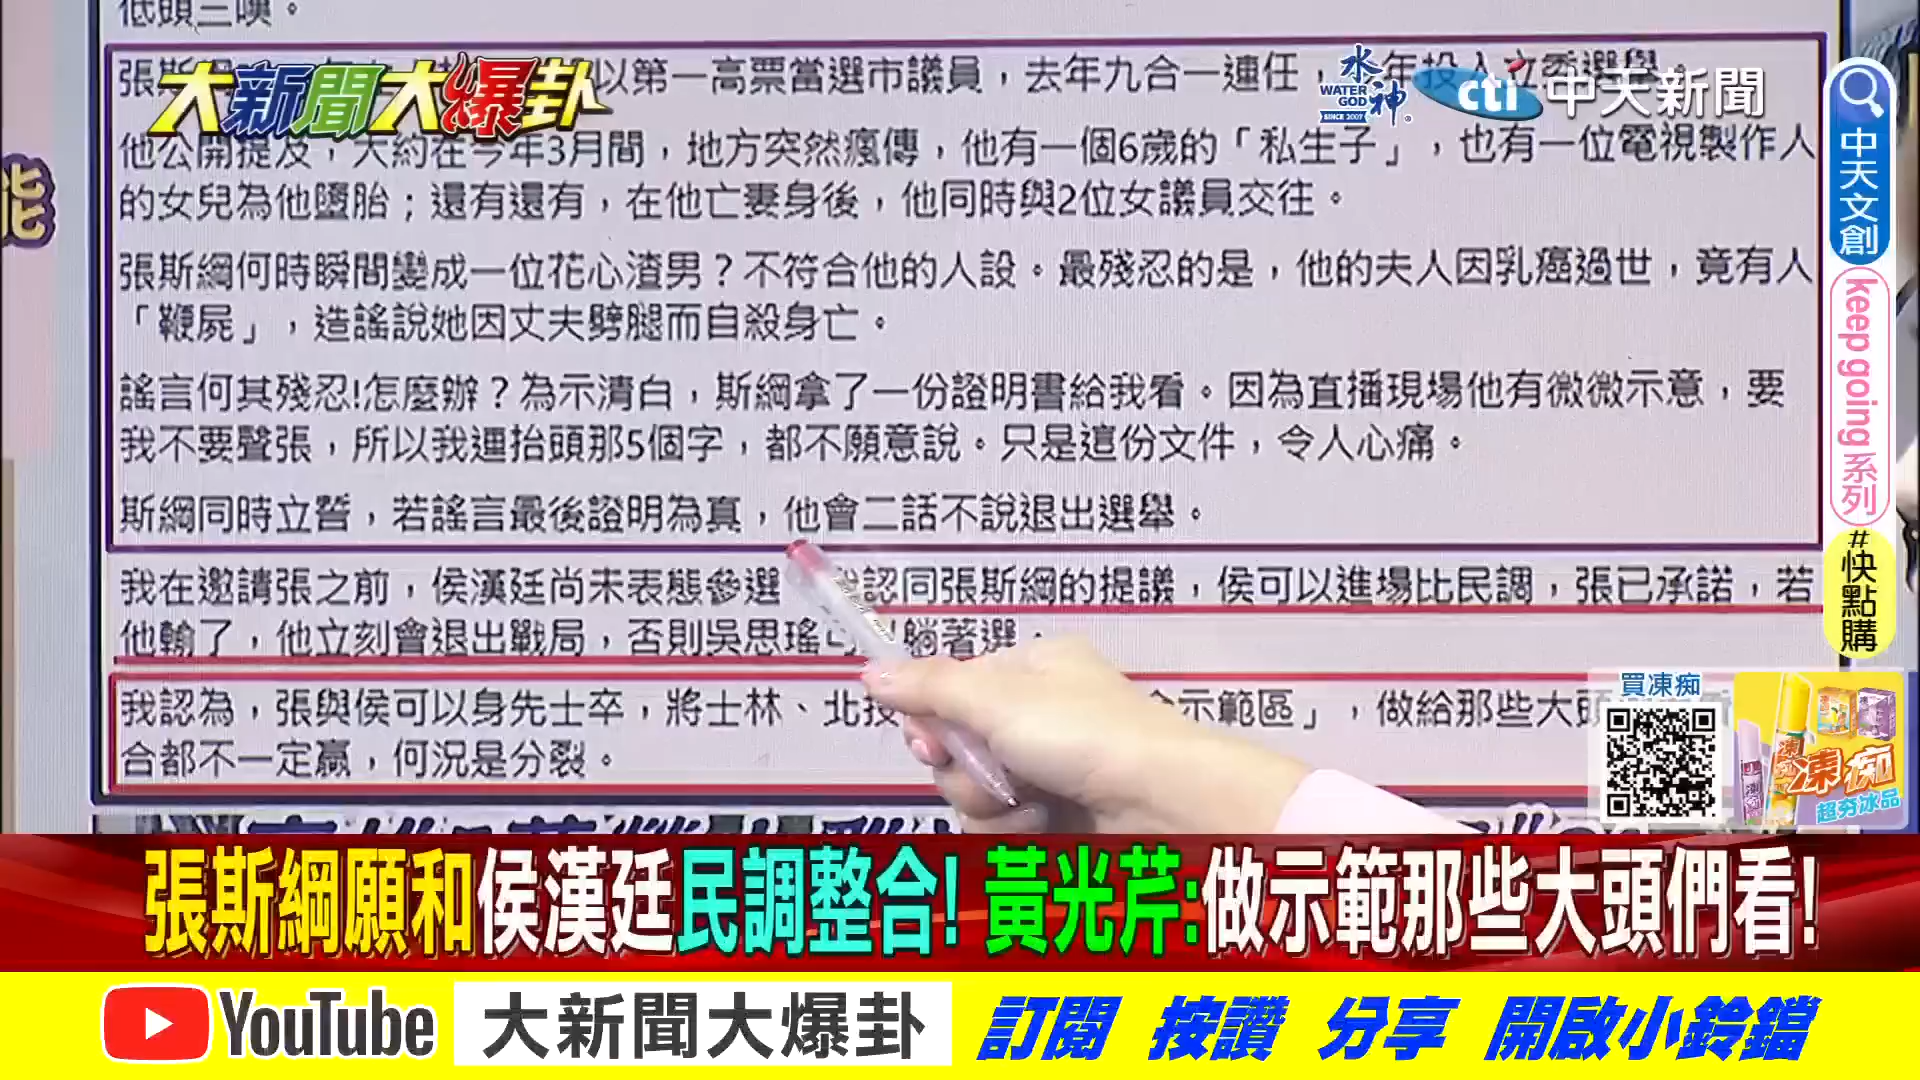 低頭三嘆。
張斯 以第一高票當選市議員，去年九合一連任， 年投入立委選舉。
他公開提及，大約在今年3月間，地方突然瘋傳，他有一個6歲的「私生子」，也有一位電視製作人
的女兒為他墮胎；還有還有，在他亡妻身後，他同時與2位女議員交往。
張斯綱何時瞬間變成一位花心渣男？不符合他的人設。最殘忍的是，他的夫人因乳癌過世，竟有人
「鞭屍」，造謠說她因丈夫劈腿而自殺身亡。
謠言何其殘忍!怎麼辦？為示清白，斯綱拿了一份證明書給我看。因為直播現場他有微微示意，要
我不要聲張，所以我連抬頭那5個字，都不願意說。只是這份文件，令人心痛。
斯綱同時立誓，若謠言最後證明為真，他會二話不說退出選舉。
我在邀請張之前，侯漢廷尚未表態參選 認同張斯綱的提議，侯可以進場比民調，張已承諾，若
他輸了，他立刻會退出戰局，否則吳思瑤 躺著選。
我認為，張與侯可以身先士卒，將士林、北投 示範區」，做給那些大頭
合都不一定贏，何況是分裂。
大新聞大爆卦
水神
WATER GOD
SINCE 2007
cti 中天新聞
中天文創
keep going系列
#快點購
買凍痴
凍痴
超夯冰品
能
張斯綱願和侯漢廷民調整合! 黃光芹:做示範那些大頭們看!
YouTube 大新聞大爆卦 訂閱 按讚 分享 開啟小鈴鐺